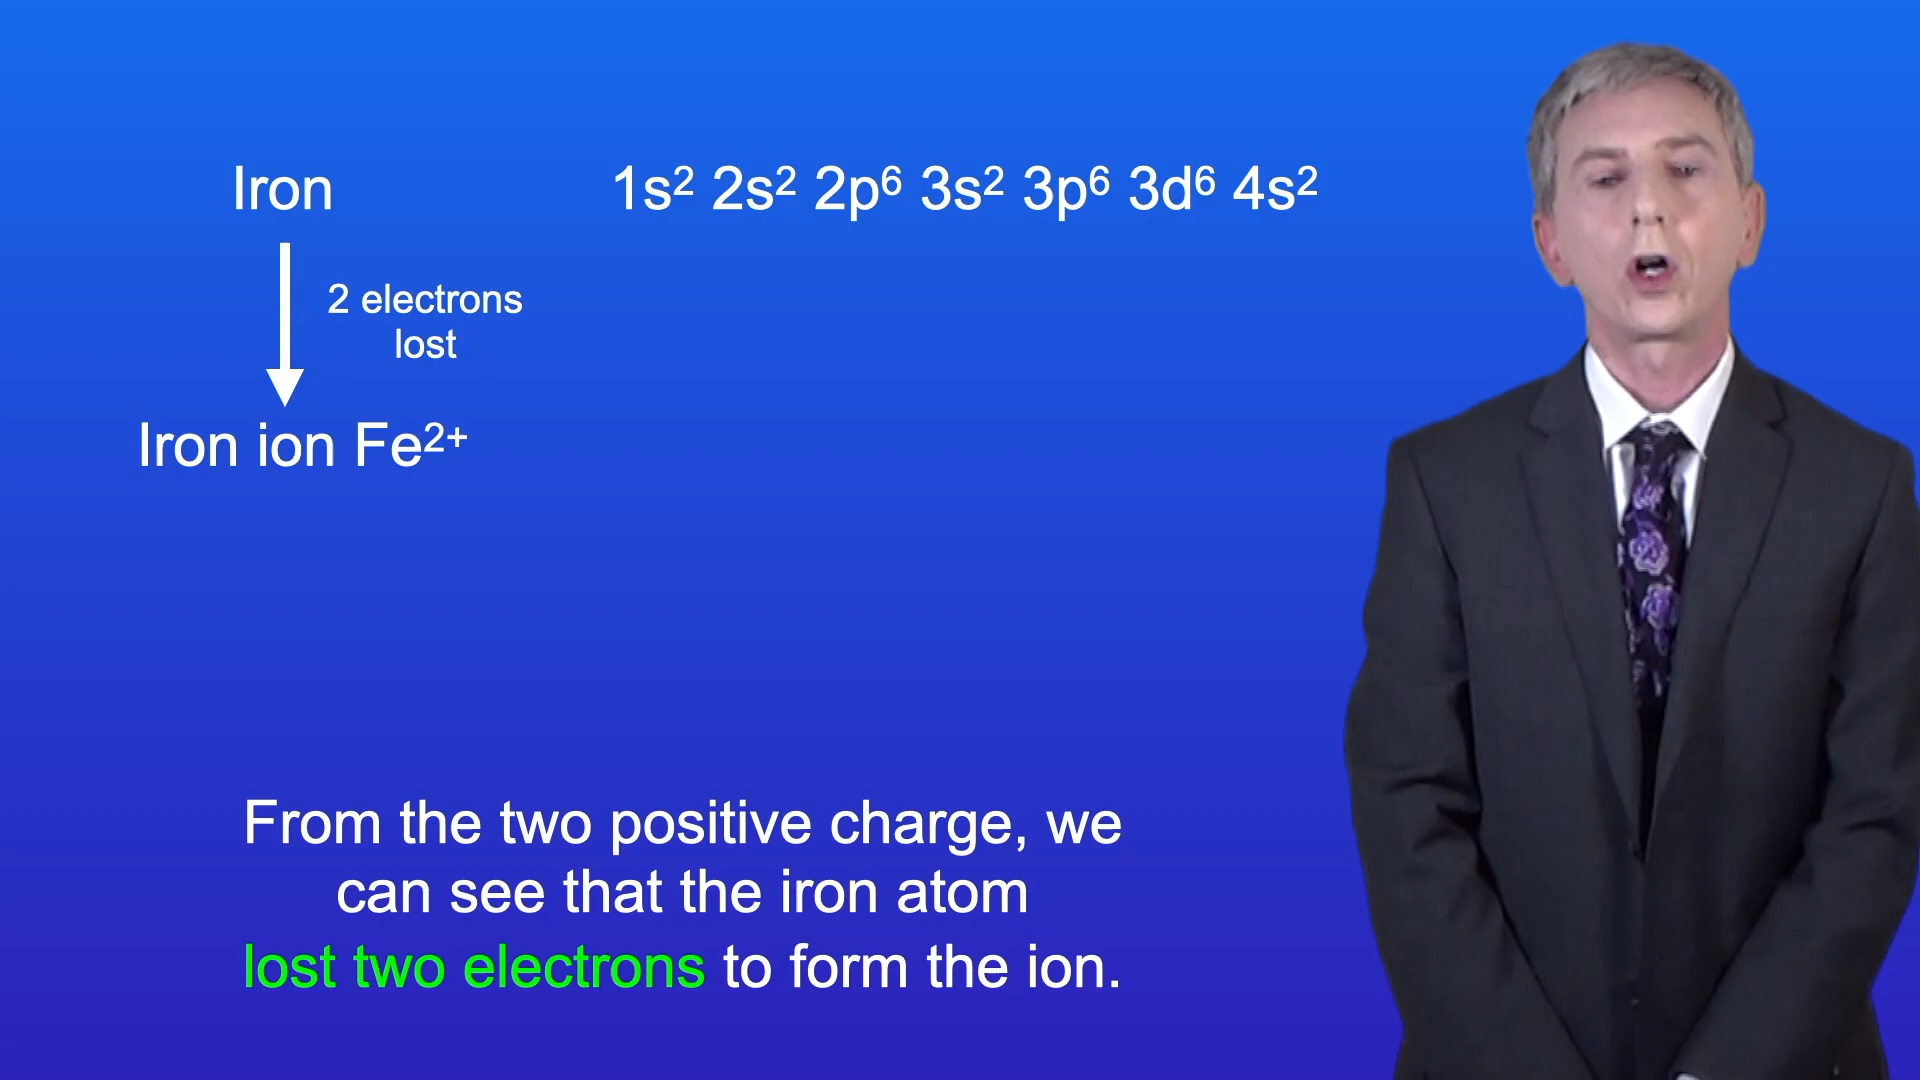 Iron 1s² 2s² 2p⁶ 3s² 3p⁶ 3d⁶ 4s²
2 electrons
lost
Iron ion Fe²⁺
From the two positive charge, we
can see that the iron atom
lost two electrons to form the ion.